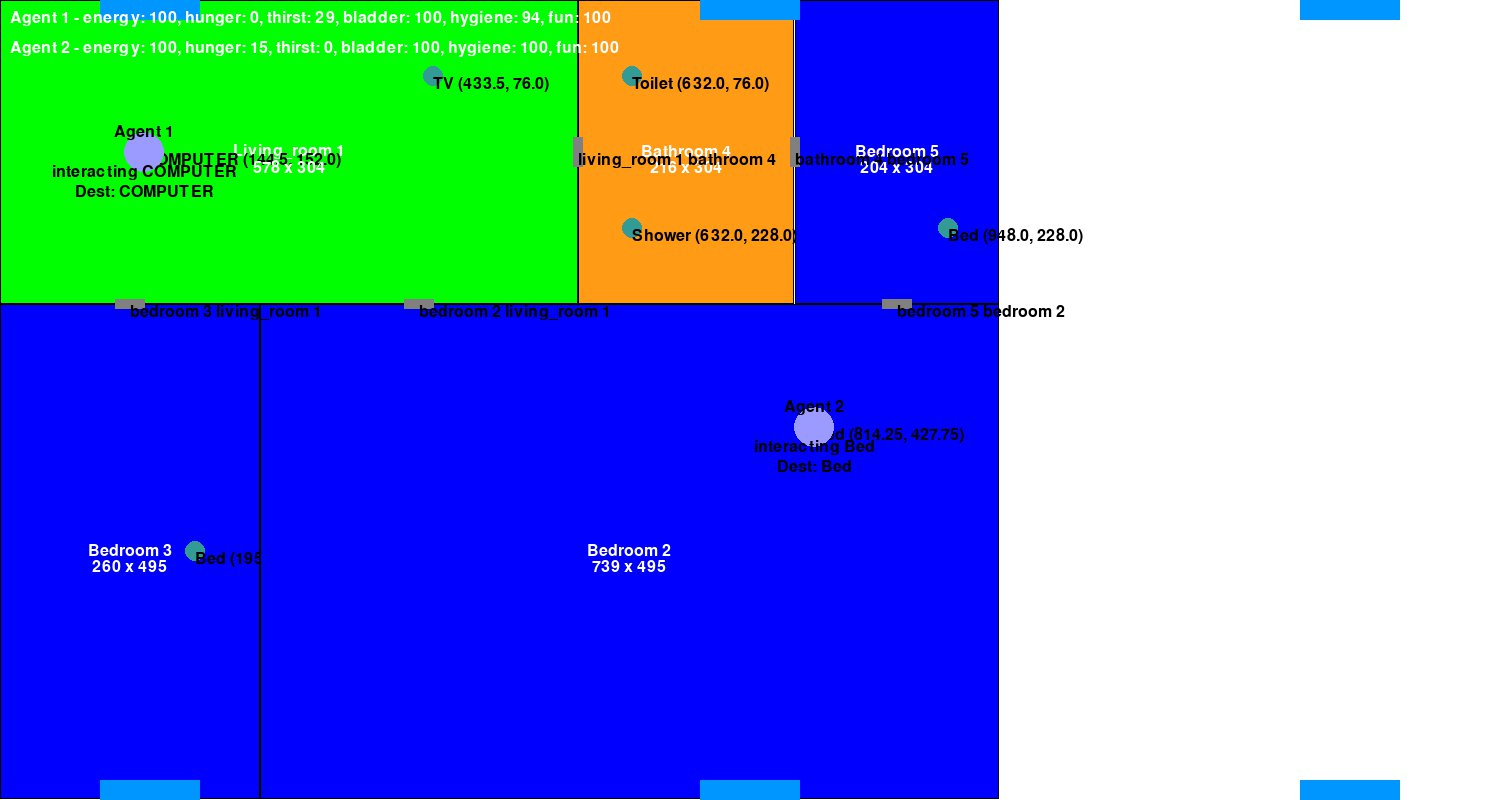 Agent 1 - energy: 100, hunger: 0, thirst: 29, bladder: 100, hygiene: 94, fun: 100
Agent 2 - energy: 100, hunger: 15, thirst: 0, bladder: 100, hygiene: 100, fun: 100
TV (433.5, 76.0)
Toilet (632.0, 76.0)
Agent 1
OMPUTER (144.5, 152.0)
Living_room 1
578 x 304
interacting COMPUTER
Dest: COMPUTER
living_room 1 bathroom 4
Bathroom 4
216 x 304
bathroom 4 bedroom 5
Bedroom 5
204 x 304
Shower (632.0, 228.0)
Bed (948.0, 228.0)
bedroom 3 living_room 1
bedroom 2 living_room 1
bedroom 5 bedroom 2
Agent 2
d (814.25, 427.75)
interacting Bed
Dest: Bed
Bedroom 3
260 x 495
Bed (195
Bedroom 2
739 x 495